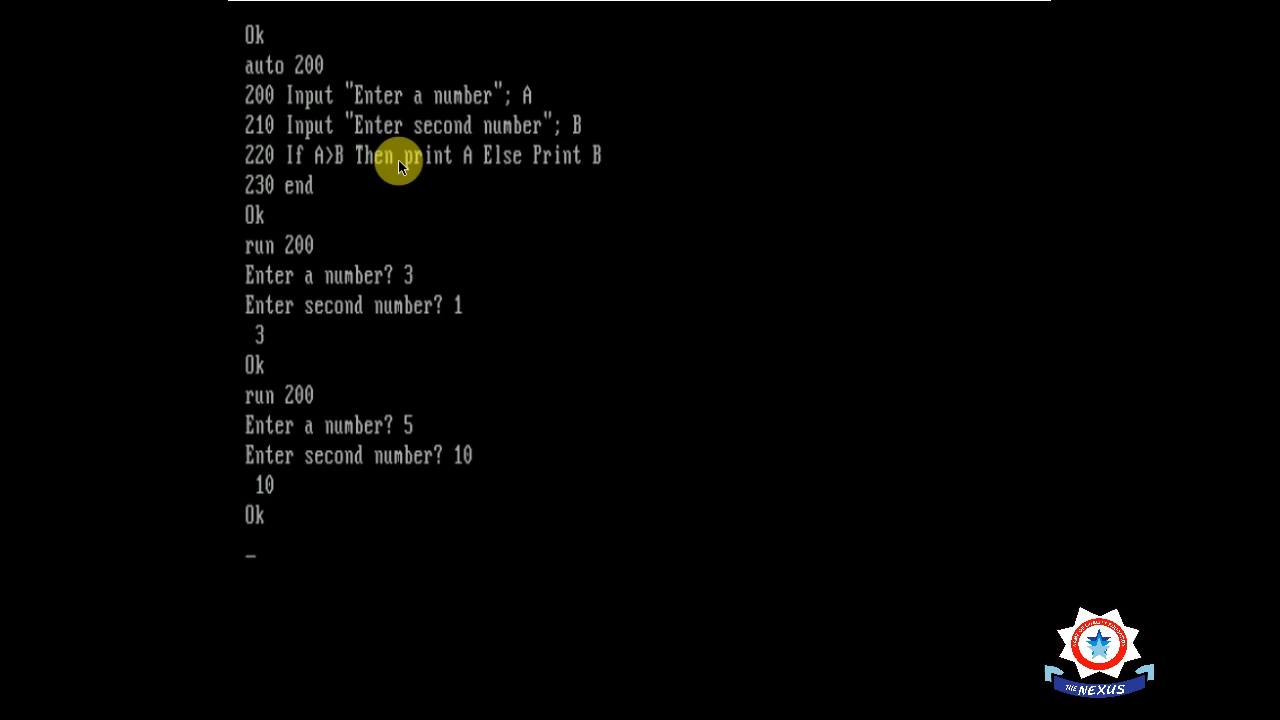 Ok
auto 200
200 Input "Enter a number"; A
210 Input "Enter second number"; B
220 If A>B Then print A Else Print B
230 end
Ok
run 200
Enter a number? 3
Enter second number? 1
3
Ok
run 200
Enter a number? 5
Enter second number? 10
10
Ok
_
THE NEXUS